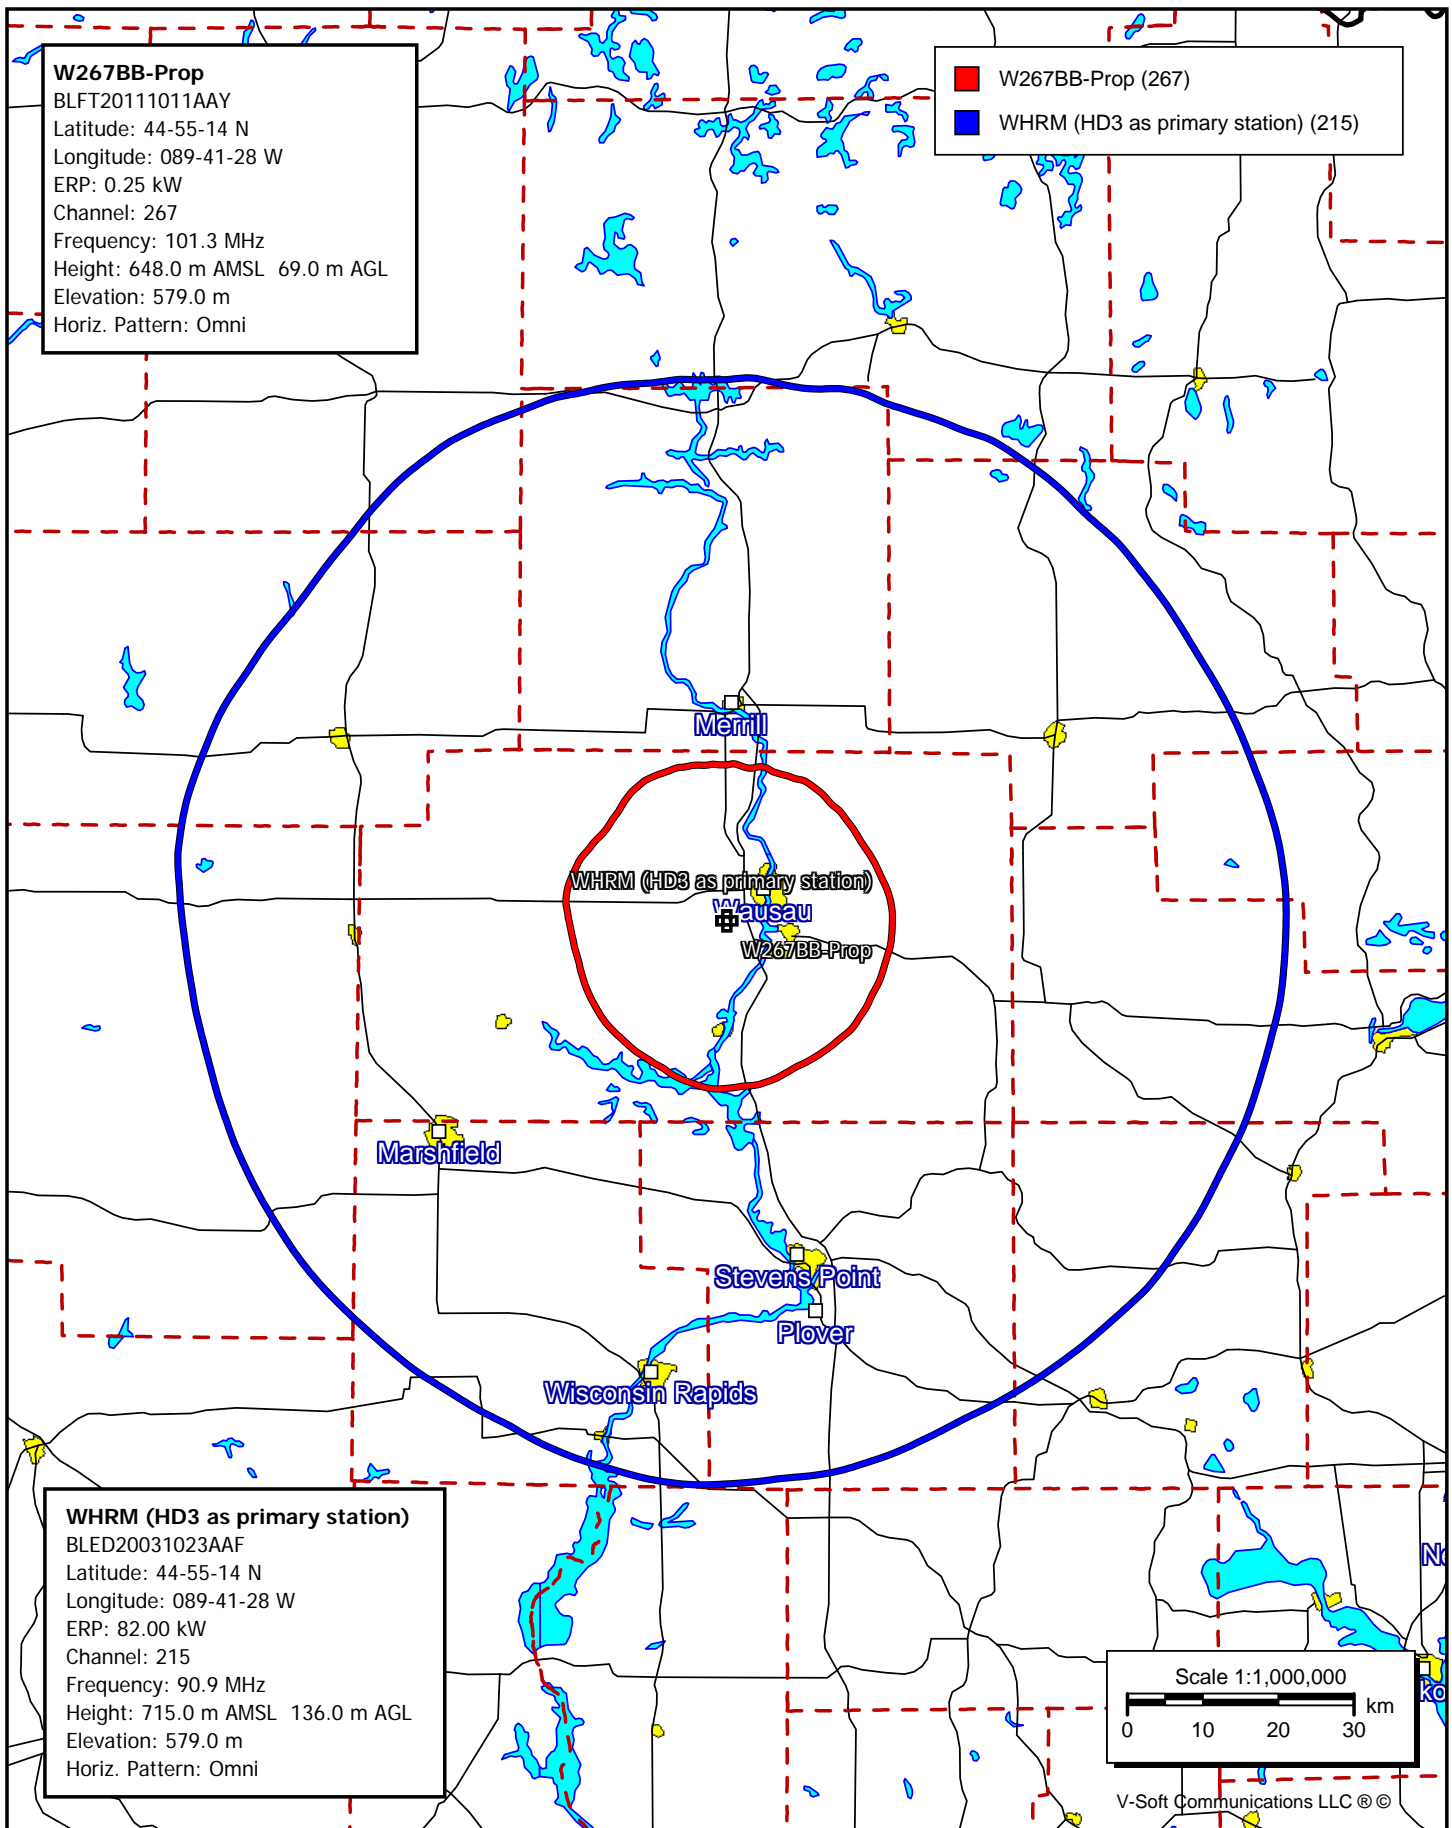 W267BB-Prop
BLFT20111011AAY
Latitude: 44-55-14 N
Longitude: 089-41-28 W
ERP: 0.25 kW
Channel: 267
Frequency: 101.3 MHz
Height: 648.0 m AMSL  69.0 m AGL
Elevation: 579.0 m
Horiz. Pattern: Omni
W267BB-Prop (267)
WHRM (HD3 as primary station) (215)
Merrill
WHRM (HD3 as primary station)
Wausau
W267BB-Prop
Marshfield
Stevens Point
Plover
Wisconsin Rapids
WHRM (HD3 as primary station)
BLED20031023AAF
Latitude: 44-55-14 N
Longitude: 089-41-28 W
ERP: 82.00 kW
Channel: 215
Frequency: 90.9 MHz
Height: 715.0 m AMSL  136.0 m AGL
Elevation: 579.0 m
Horiz. Pattern: Omni
Scale 1:1,000,000
km
0 10 20 30
V-Soft Communications LLC ® ©